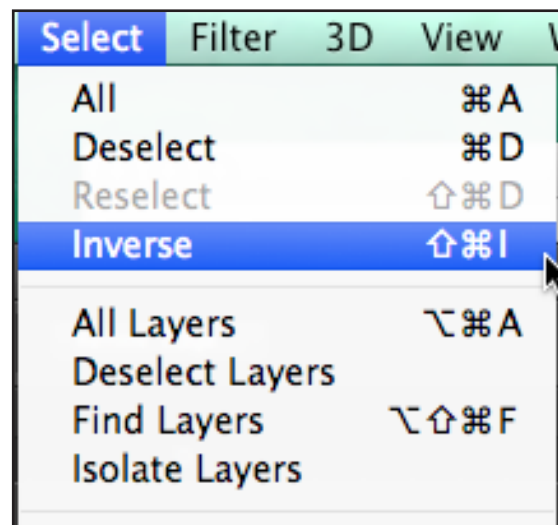 Select Filter 3D View
All ⌘A
Deselect ⌘D
Reselect ⇧⌘D
Inverse ⇧⌘I
All Layers ⌥⌘A
Deselect Layers
Find Layers ⌥⇧⌘F
Isolate Layers